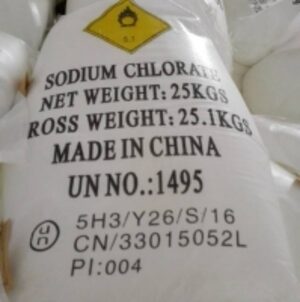 5.1
SODIUM CHLORATE
NET WEIGHT: 25KGS
ROSS WEIGHT: 25.1KGS
MADE IN CHINA
UN NO.:1495
un 5H3/Y26/S/16
CN/33015052L
PI:004